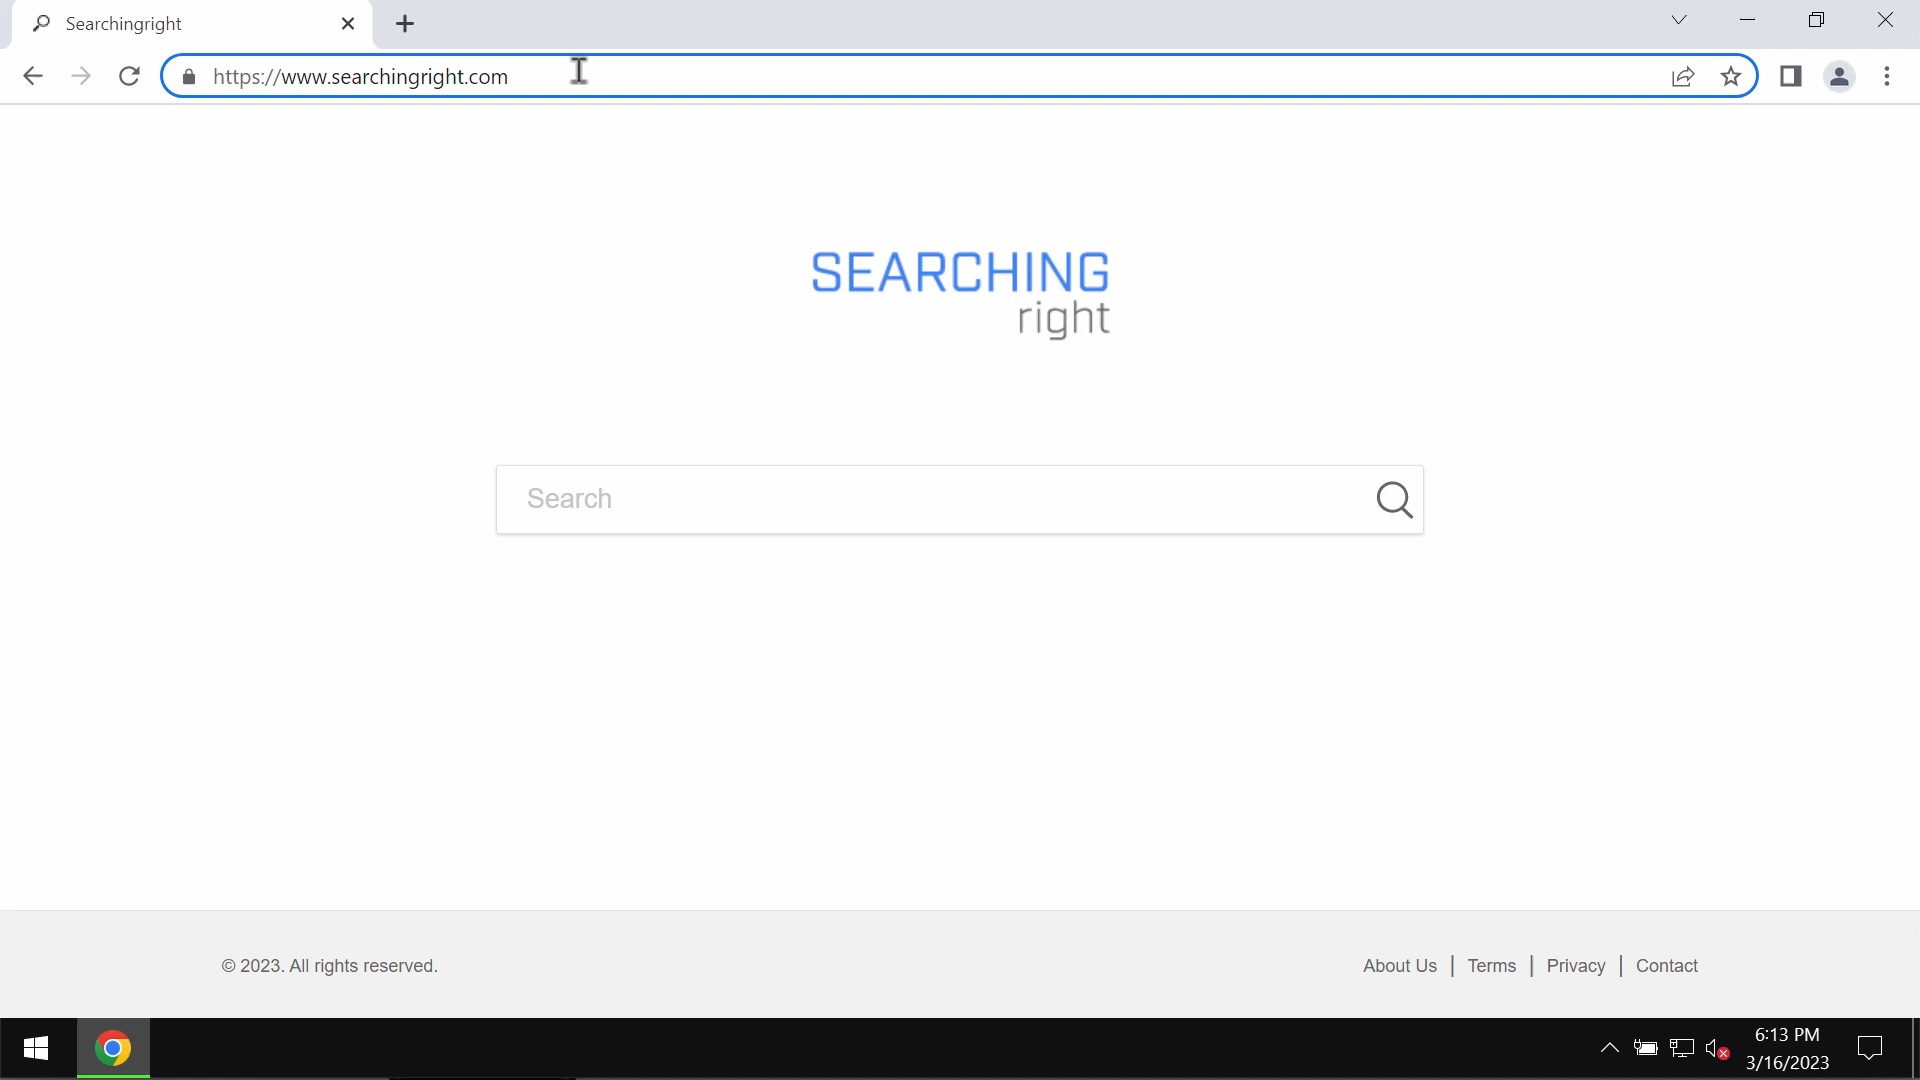 Searchingright
https://www.searchingright.com
SEARCHING
right
Search
© 2023. All rights reserved.
About Us | Terms | Privacy | Contact
6:13 PM
3/16/2023